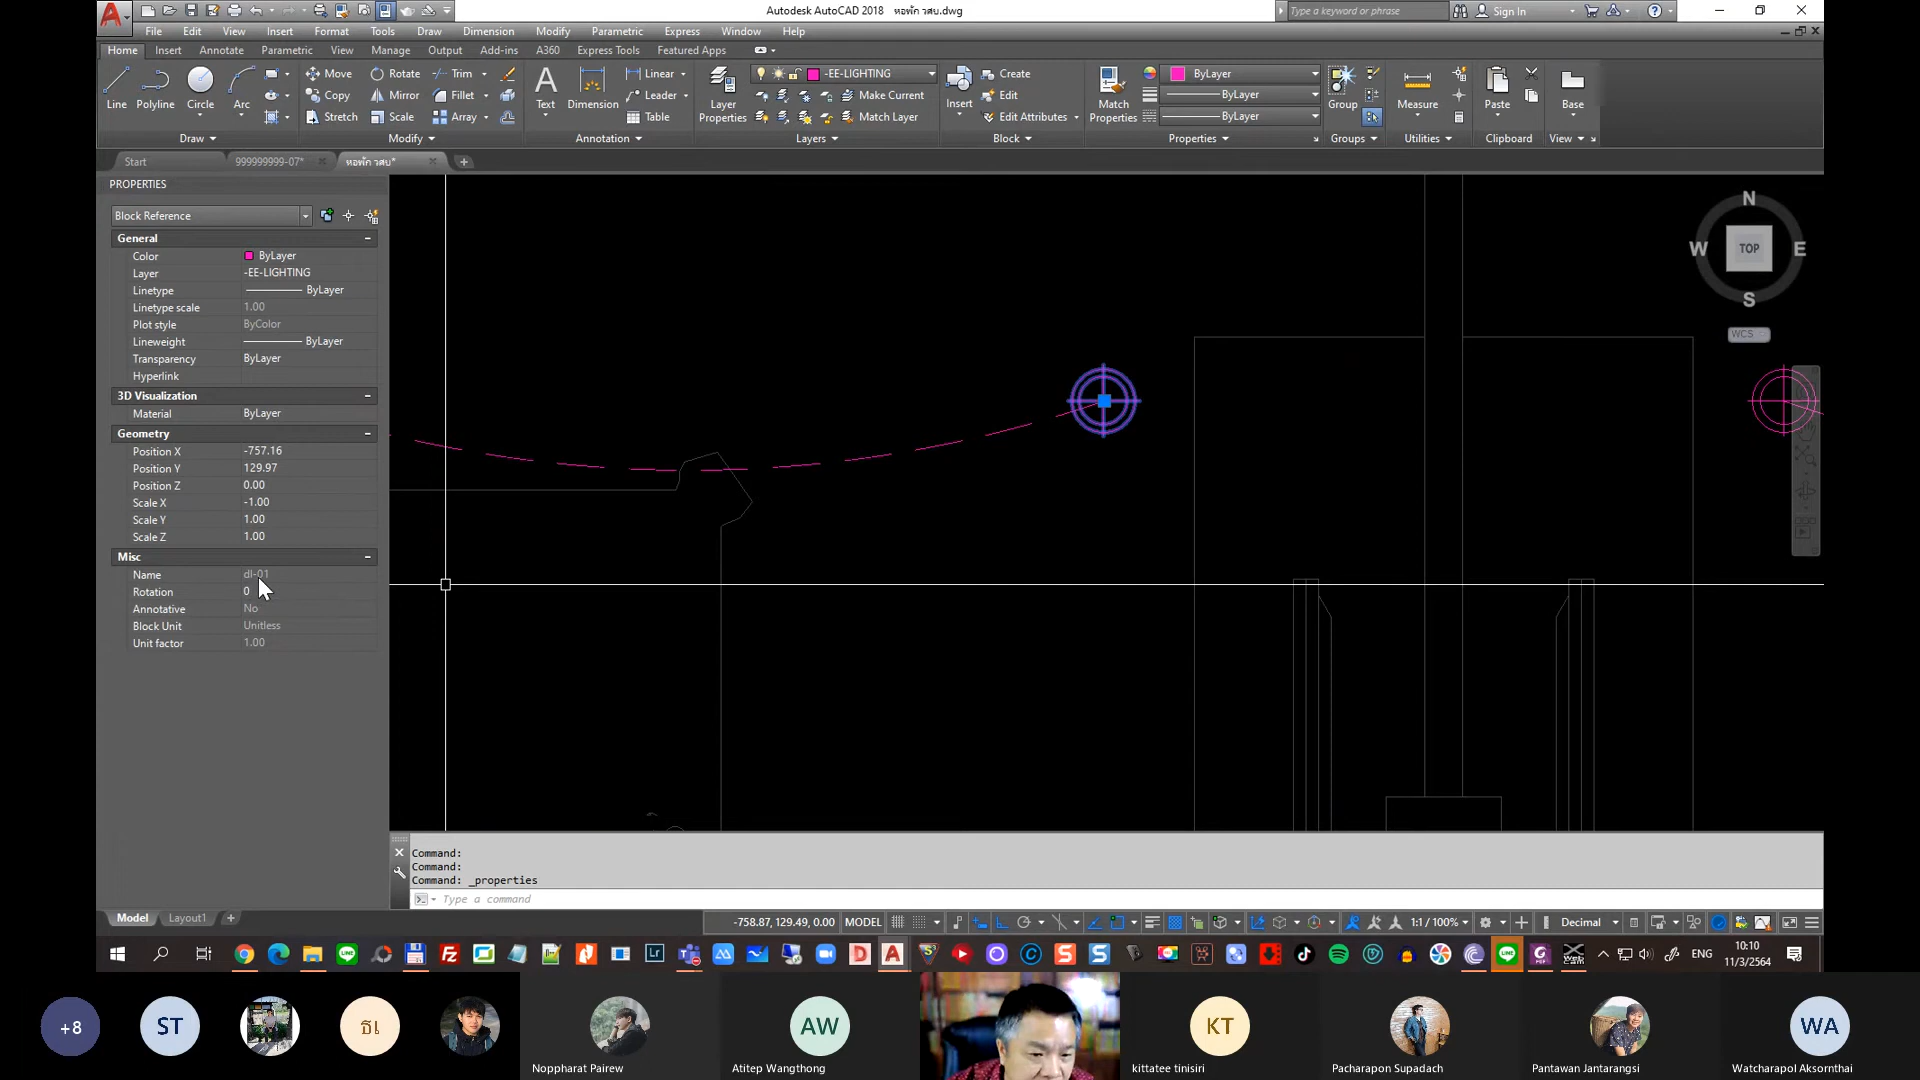 Autodesk AutoCAD 2018 หอพัก วศบ.dwg
Type a keyword or phrase
Sign In
File Edit View Insert Format Tools Draw Dimension Modify Parametric Express Window Help
Home Insert Annotate Parametric View Manage Output Add-ins A360 Express Tools Featured Apps
Line Polyline Circle Arc
Move Rotate Trim
Copy Mirror Fillet
Stretch Scale Array
Text Dimension
Linear
Leader
Table
Layer Properties
-EE-LIGHTING
Make Current
Match Layer
Insert
Create
Edit
Edit Attributes
Match Properties
ByLayer
ByLayer
ByLayer
Group Measure Paste Base
Draw Modify Annotation Layers Block Properties Groups Utilities Clipboard View
Start 999999999-07* หอพัก วศบ*
PROPERTIES
Block Reference
General
Color ByLayer
Layer -EE-LIGHTING
Linetype ByLayer
Linetype scale 1.00
Plot style ByColor
Lineweight ByLayer
Transparency ByLayer
Hyperlink
3D Visualization
Material ByLayer
Geometry
Position X -757.16
Position Y 129.97
Position Z 0.00
Scale X -1.00
Scale Y 1.00
Scale Z 1.00
Misc
Name dl-01
Rotation 0
Annotative No
Block Unit Unitless
Unit factor 1.00
N
W TOP E
S
WCS
Command:
Command:
Command: _properties
Type a command
Model Layout1
-758.87, 129.49, 0.00 MODEL
1:1 / 100%
Decimal
ENG
10:10
11/3/2564
+8
ST
ธเ
Noppharat Pairew
AW
Atitep Wangthong
KT
kittatee tinisiri
Pacharapon Supadach
Pantawan Jantarangsi
WA
Watcharapol Aksornthai